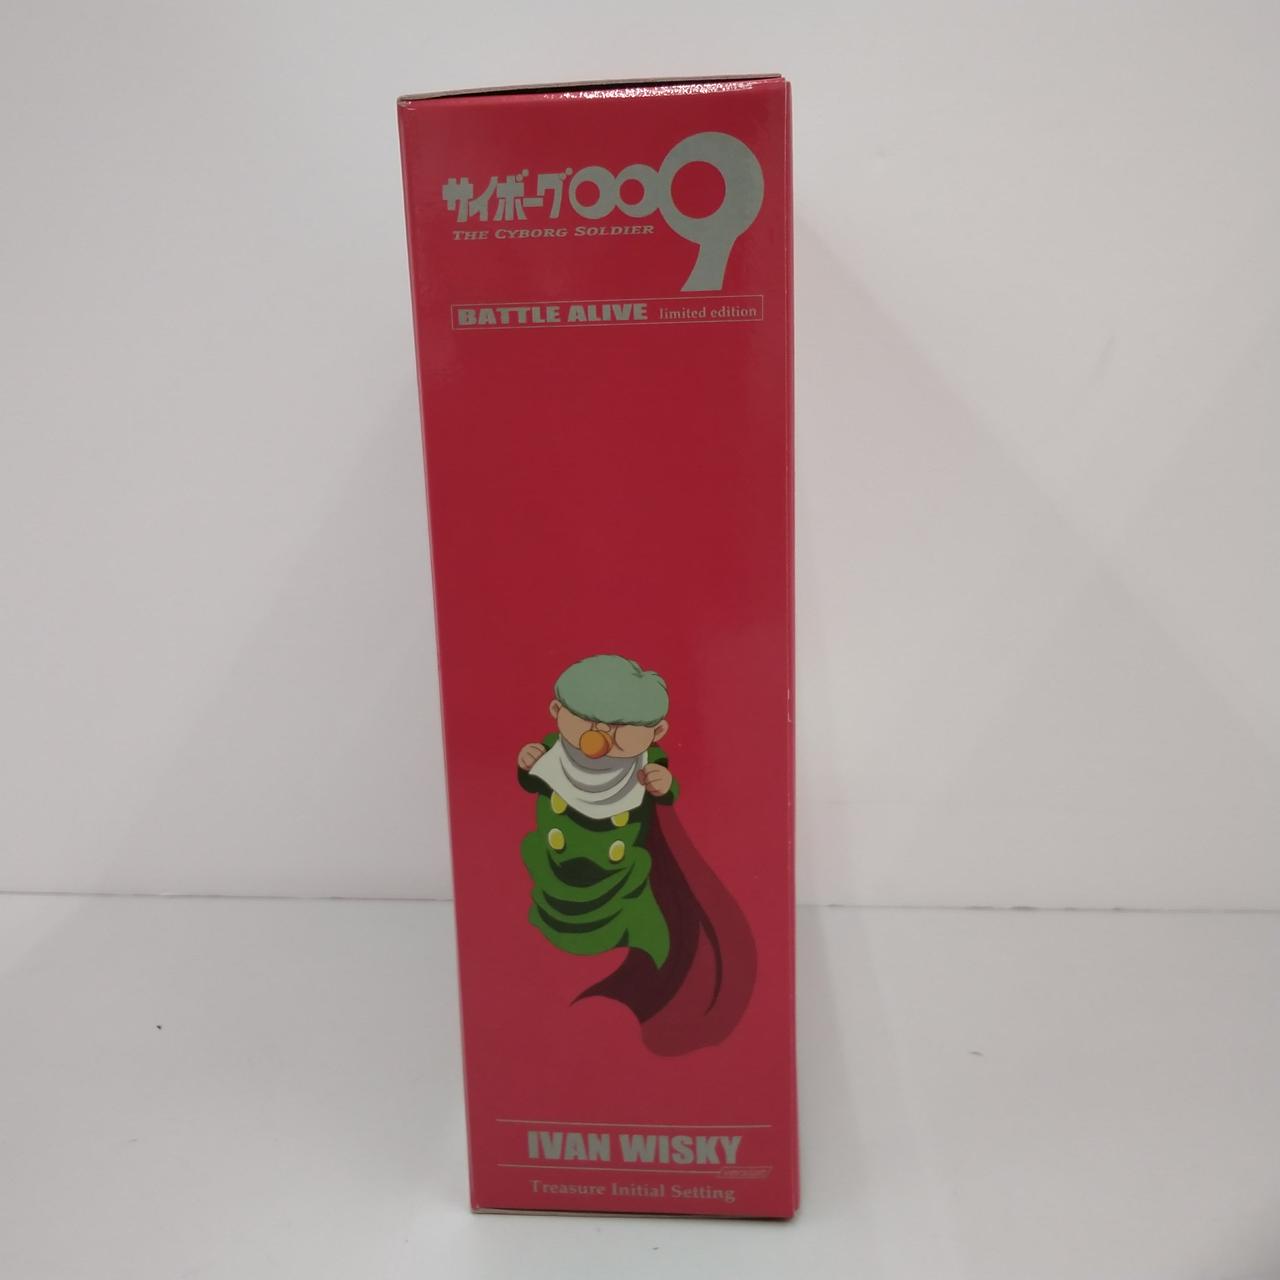 サイボーグ009
THE CYBORG SOLDIER
BATTLE ALIVE limited edition
IVAN WISKY
version
Treasure Initial Setting